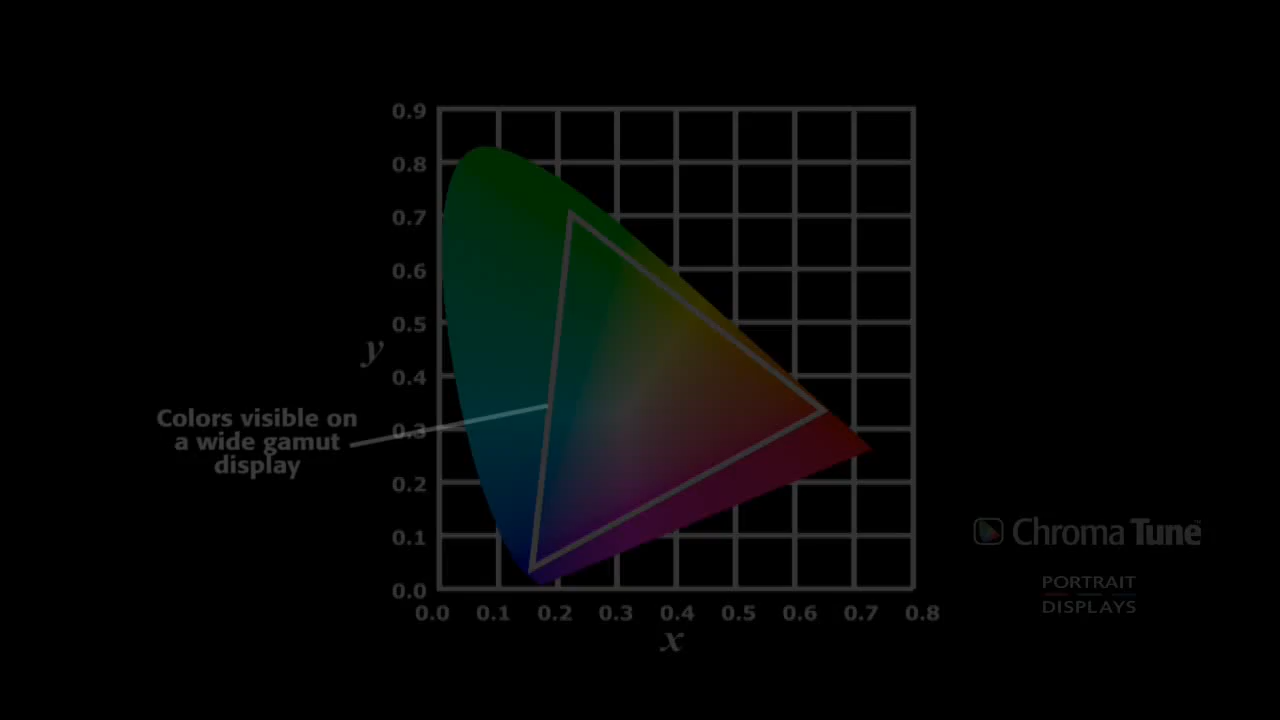 0.9
0.8
0.7
0.6
0.5
y
0.4
Colors visible on
a wide gamut
display
0.3
0.2
0.1
0.0
0.0 0.1 0.2 0.3 0.4 0.5 0.6 0.7 0.8
x
Chroma Tune™
PORTRAIT
DISPLAYS